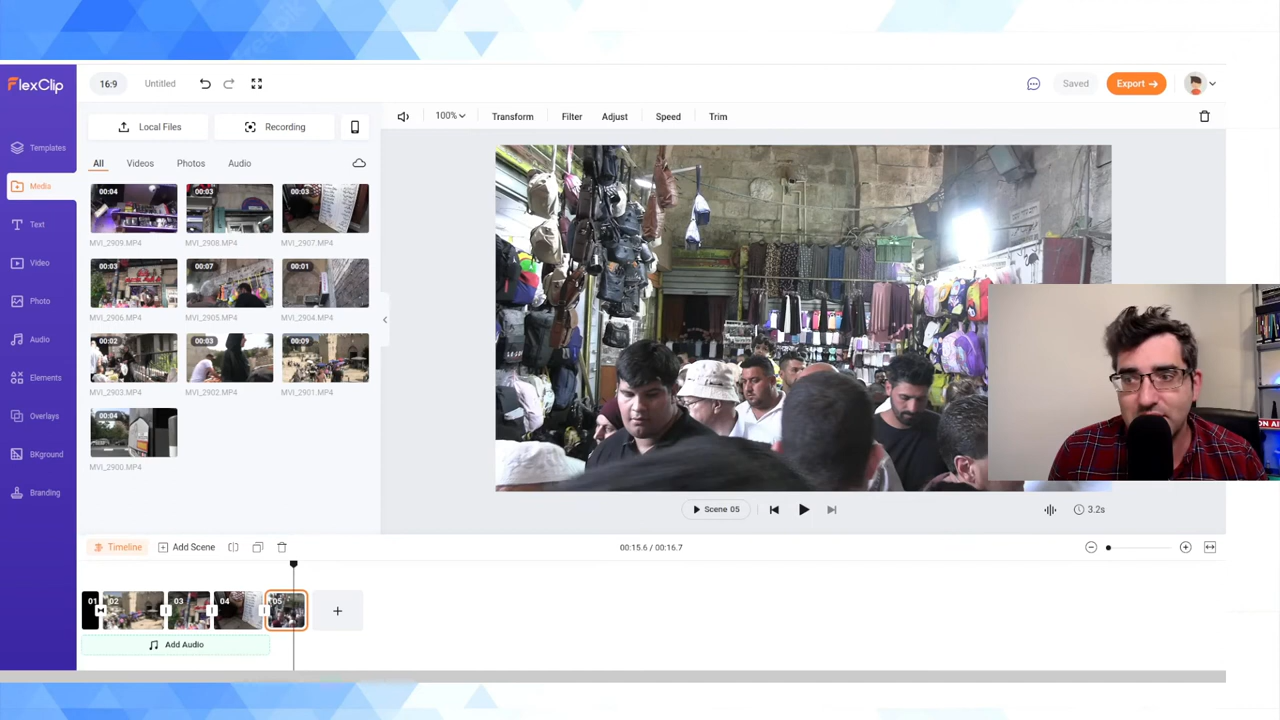 FlexClip
16:9
Untitled
Saved
Export →
Local Files
Recording
100%
Transform
Filter
Adjust
Speed
Trim
Templates
Media
Text
Video
Photo
Audio
Elements
Overlays
BKground
Branding
All
Videos
Photos
Audio
00:04
00:03
00:03
MVI_2909.MP4
MVI_2908.MP4
MVI_2907.MP4
00:03
00:07
00:01
MVI_2906.MP4
MVI_2905.MP4
MVI_2904.MP4
00:02
00:03
00:09
MVI_2903.MP4
MVI_2902.MP4
MVI_2901.MP4
00:04
MVI_2900.MP4
ON AI
Scene 05
3.2s
Timeline
Add Scene
00:15.6 / 00:16.7
01
02
03
04
05
Add Audio